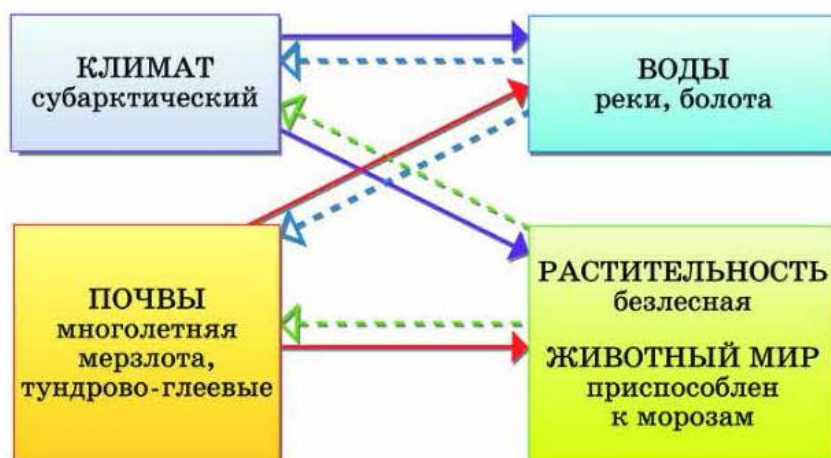 КЛИМАТ
субарктический
ВОДЫ
реки, болота
ПОЧВЫ
многолетняя
мерзлота,
тундрово-глеевые
РАСТИТЕЛЬНОСТЬ
безлесная
ЖИВОТНЫЙ МИР
приспособлен
к морозам